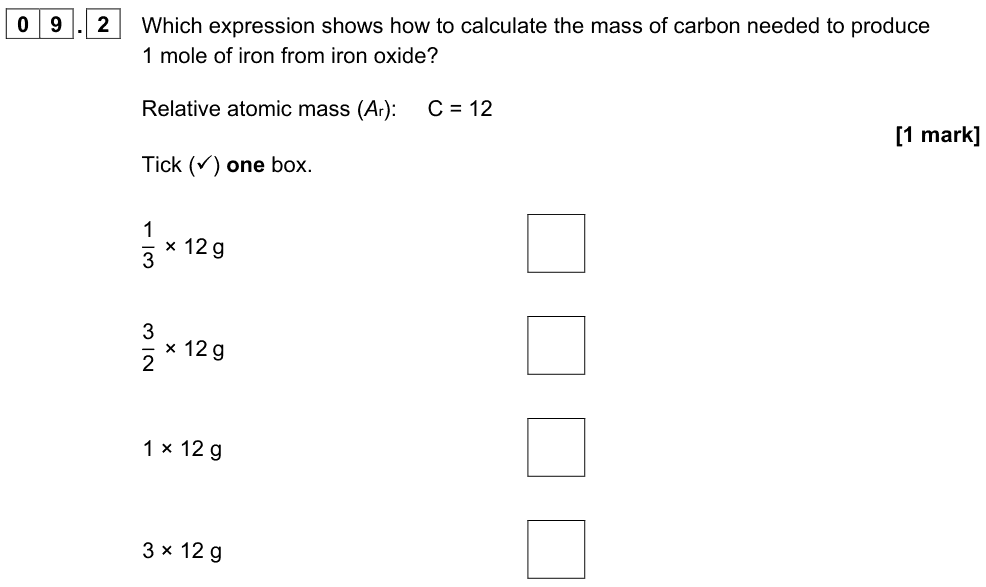 0 9 . 2 Which expression shows how to calculate the mass of carbon needed to produce
1 mole of iron from iron oxide?
Relative atomic mass (Ar): C = 12
[1 mark]
Tick (✓) one box.
1/3 × 12 g
3/2 × 12 g
1 × 12 g
3 × 12 g